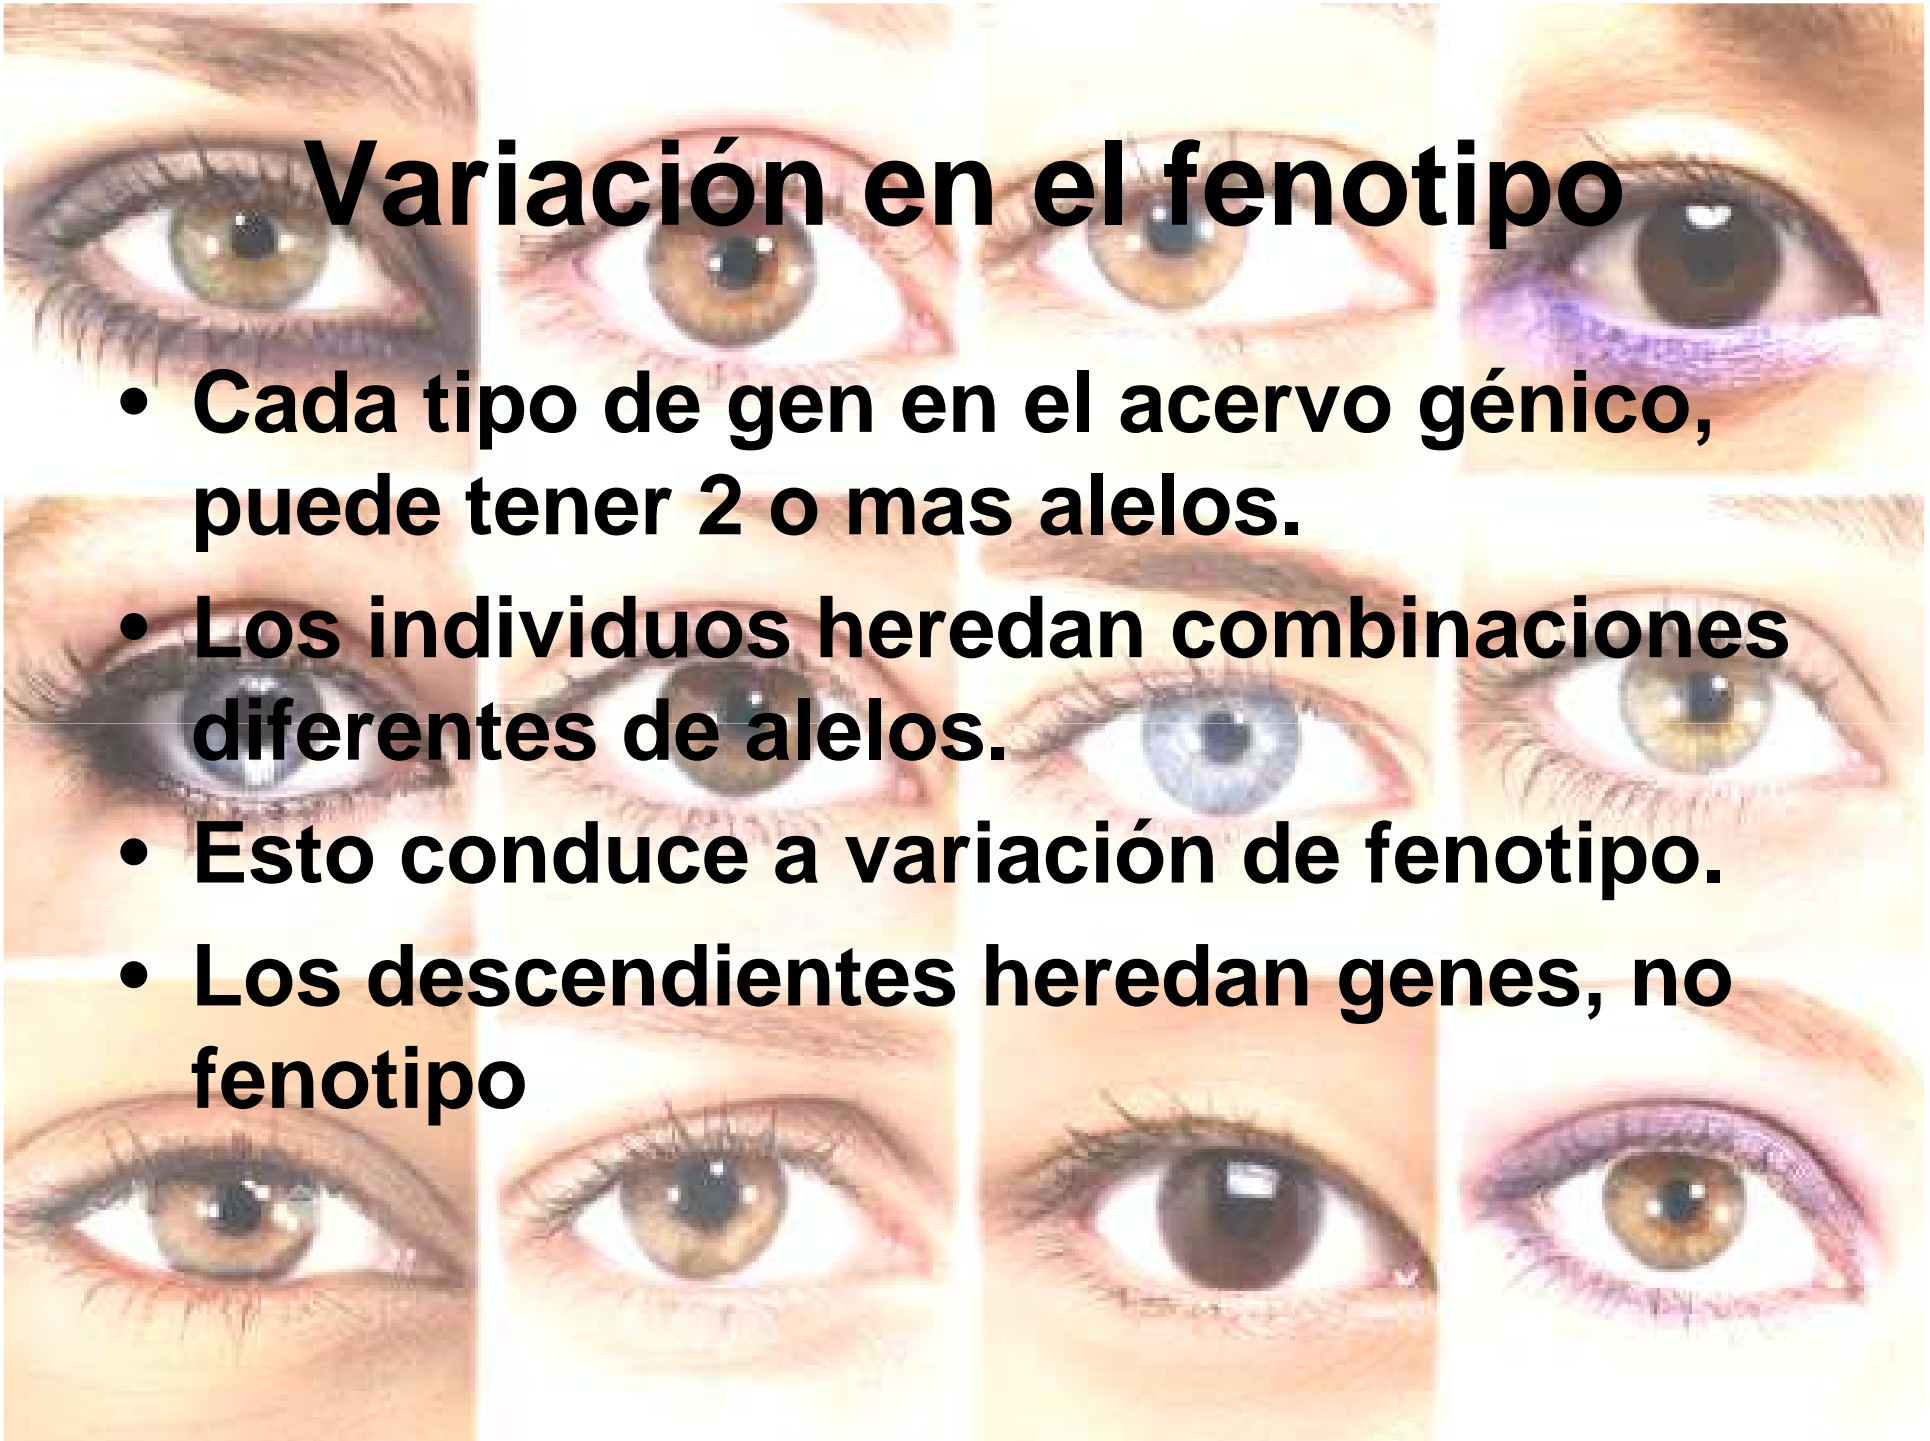 Variación en el fenotipo
• Cada tipo de gen en el acervo génico,
puede tener 2 o mas alelos.
• Los individuos heredan combinaciones
diferentes de alelos.
• Esto conduce a variación de fenotipo.
• Los descendientes heredan genes, no
fenotipo